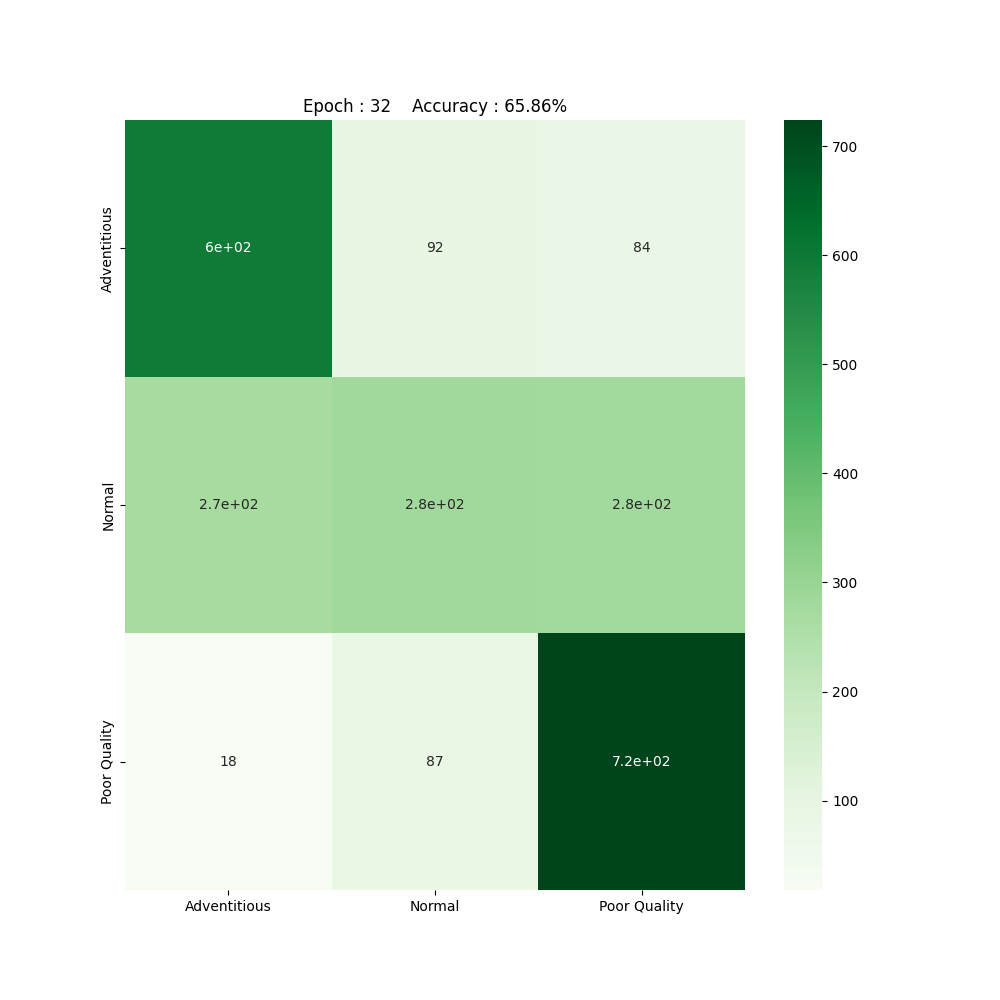 Epoch : 32    Accuracy : 65.86%
Adventitious
6e+02 92 84
Normal
2.7e+02 2.8e+02 2.8e+02
Poor Quality
18 87 7.2e+02
Adventitious Normal Poor Quality
700
600
500
400
300
200
100